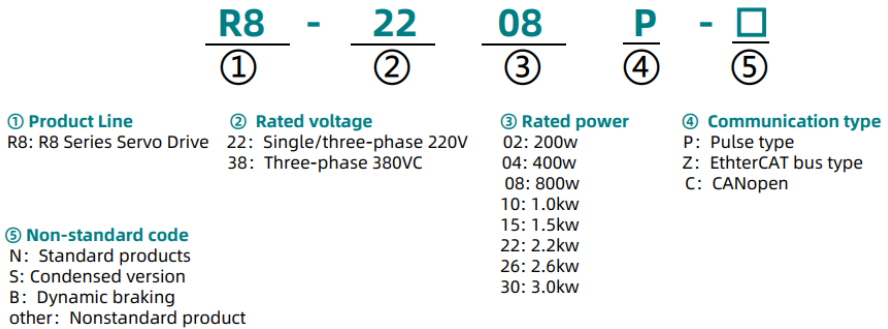 R8 - 22 08 P - □
① ② ③ ④ ⑤
① Product Line
R8: R8 Series Servo Drive
② Rated voltage
22: Single/three-phase 220V
38: Three-phase 380VC
③ Rated power
02: 200w
04: 400w
08: 800w
10: 1.0kw
15: 1.5kw
22: 2.2kw
26: 2.6kw
30: 3.0kw
④ Communication type
P: Pulse type
Z: EthterCAT bus type
C: CANopen
⑤ Non-standard code
N: Standard products
S: Condensed version
B: Dynamic braking
other: Nonstandard product